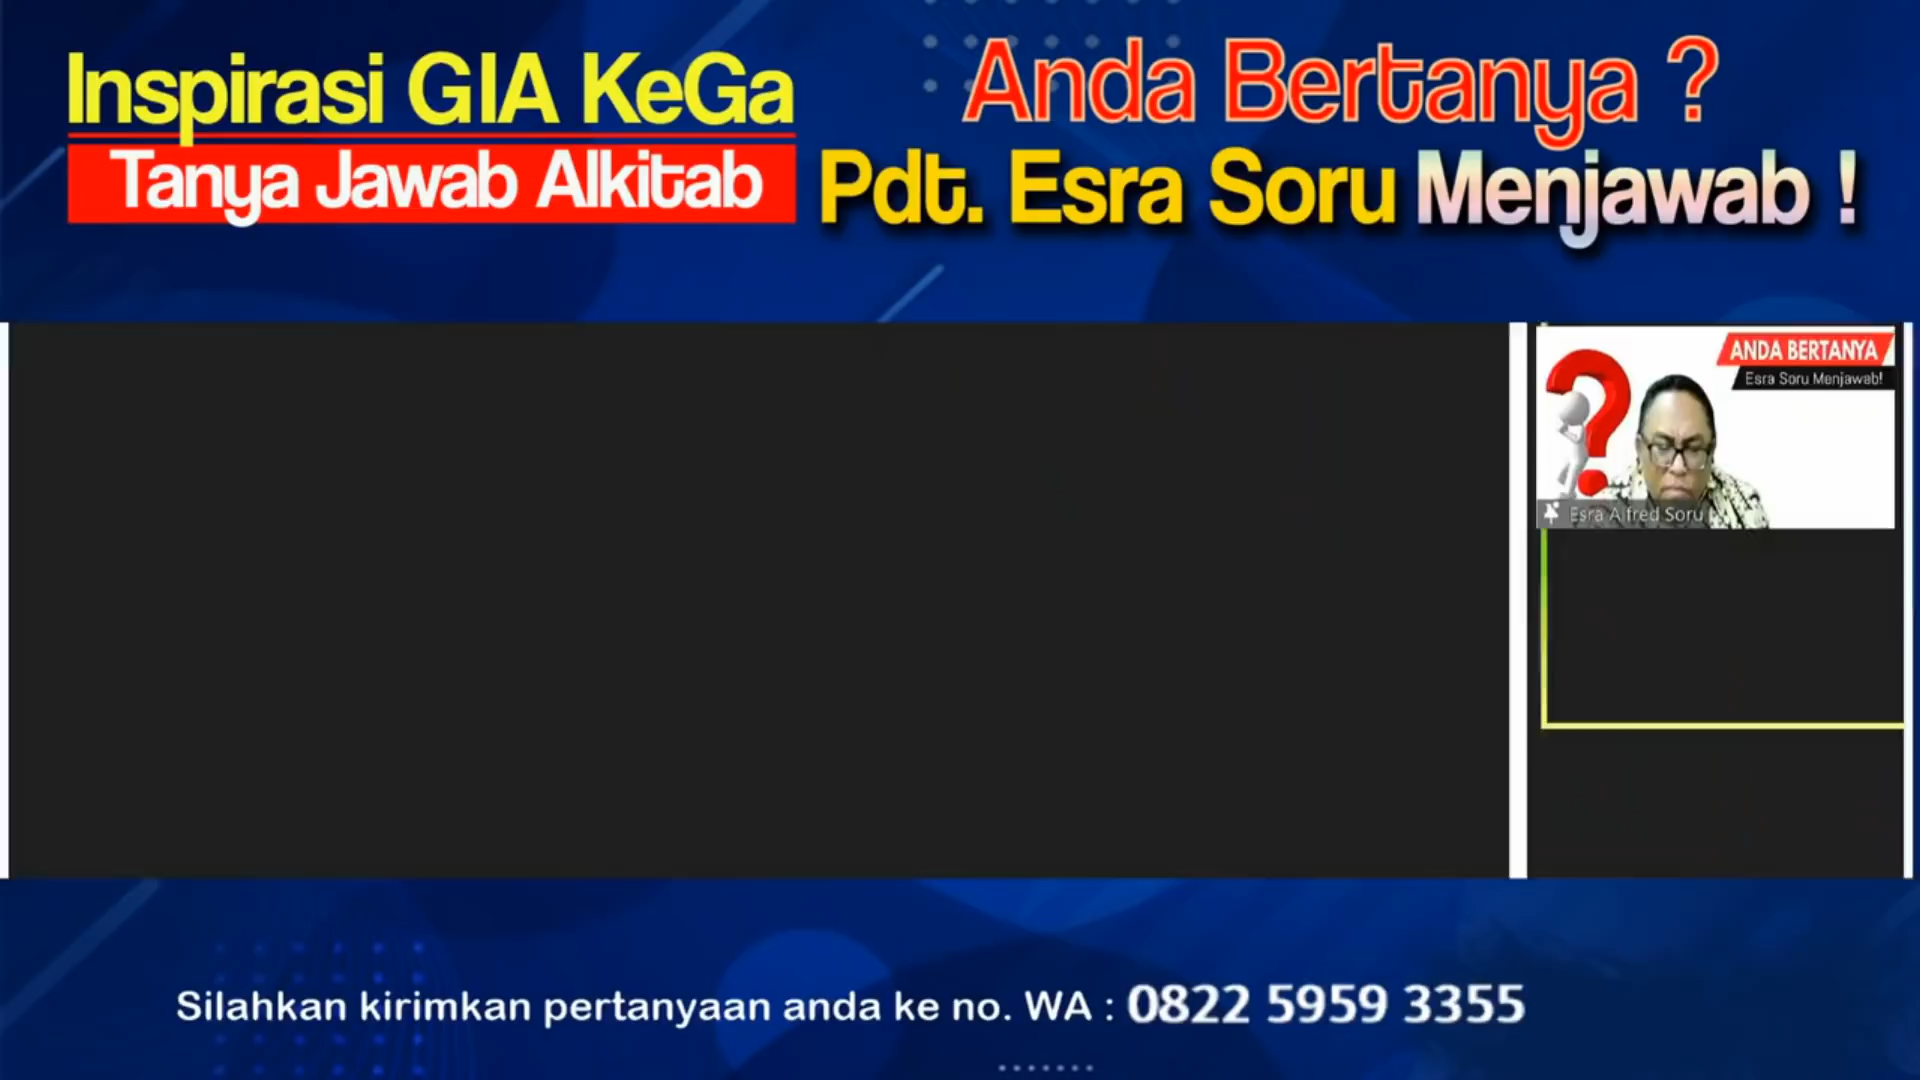 Inspirasi GIA KeGa
Tanya Jawab Alkitab
Anda Bertanya ?
Pdt. Esra Soru Menjawab !
ANDA BERTANYA
Esra Soru Menjawab!
Esra Alfred Soru
Silahkan kirimkan pertanyaan anda ke no. WA : 0822 5959 3355